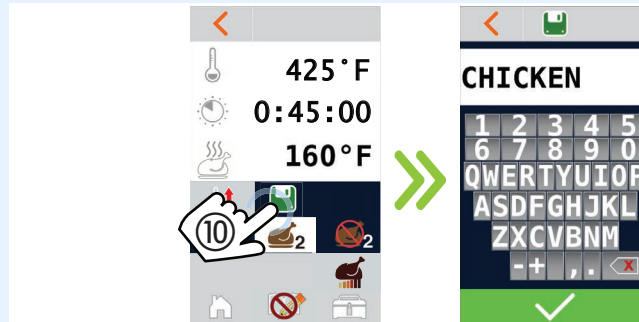 425°F
0:45:00
160°F
10
2
2
CHICKEN
1 2 3 4 5
6 7 8 9 0
QWERTYUIOP
ASDFGHJKL
ZXCVBNM
-+ ,.
X